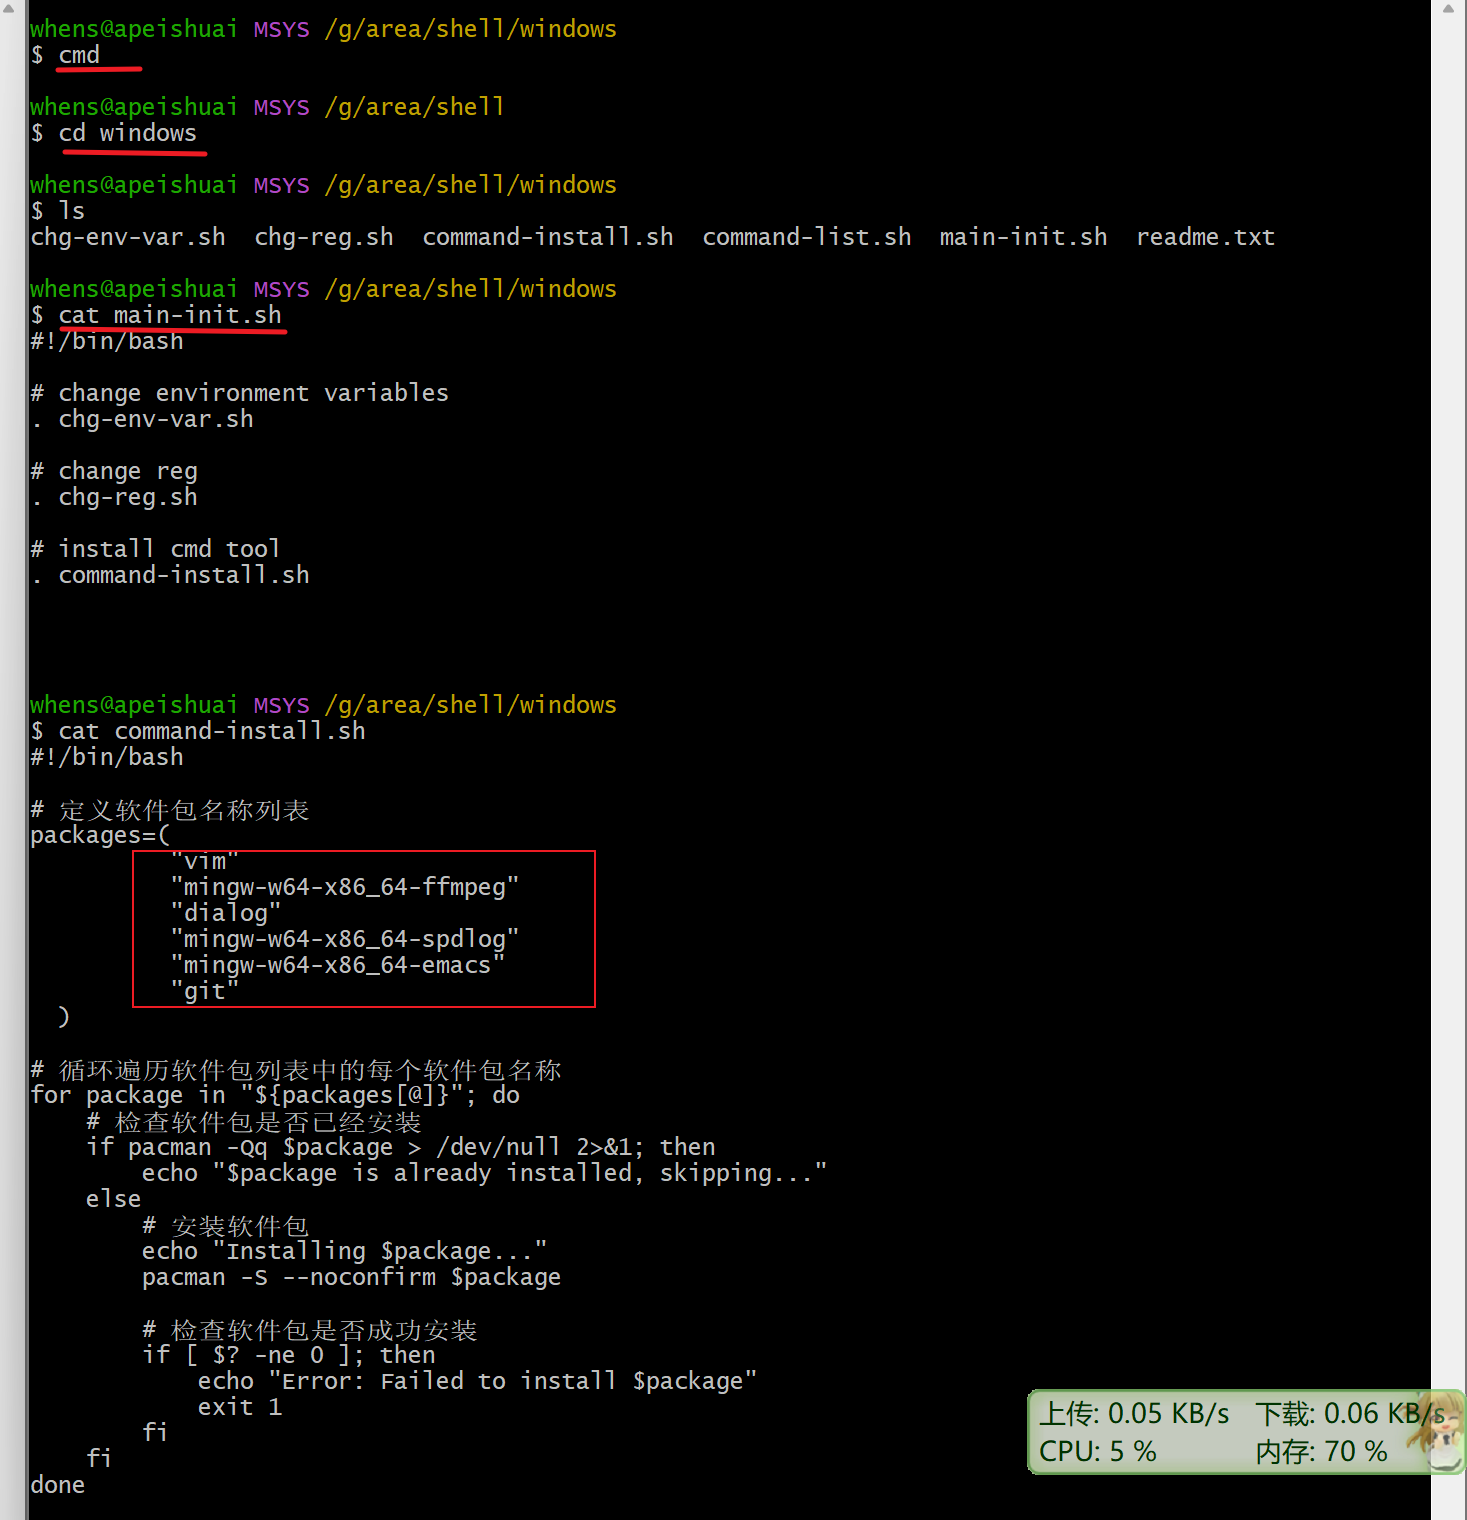 whens@apeishuai MSYS /g/area/shell/windows
$ cmd
whens@apeishuai MSYS /g/area/shell
$ cd windows
whens@apeishuai MSYS /g/area/shell/windows
$ ls
chg-env-var.sh  chg-reg.sh  command-install.sh  command-list.sh  main-init.sh  readme.txt
whens@apeishuai MSYS /g/area/shell/windows
$ cat main-init.sh
#!/bin/bash
# change environment variables
. chg-env-var.sh
# change reg
. chg-reg.sh
# install cmd tool
. command-install.sh
whens@apeishuai MSYS /g/area/shell/windows
$ cat command-install.sh
#!/bin/bash
# 定义软件包名称列表
packages=(
          "vim"
          "mingw-w64-x86_64-ffmpeg"
          "dialog"
          "mingw-w64-x86_64-spdlog"
          "mingw-w64-x86_64-emacs"
          "git"
  )
# 循环遍历软件包列表中的每个软件包名称
for package in "${packages[@]}"; do
    # 检查软件包是否已经安装
    if pacman -Qq $package > /dev/null 2>&1; then
        echo "$package is already installed, skipping..."
    else
        # 安装软件包
        echo "Installing $package..."
        pacman -S --noconfirm $package
        # 检查软件包是否成功安装
        if [ $? -ne 0 ]; then
            echo "Error: Failed to install $package"
            exit 1
        fi
    fi
done
上传: 0.05 KB/s 下载: 0.06 KB/s
CPU: 5 % 内存: 70 %